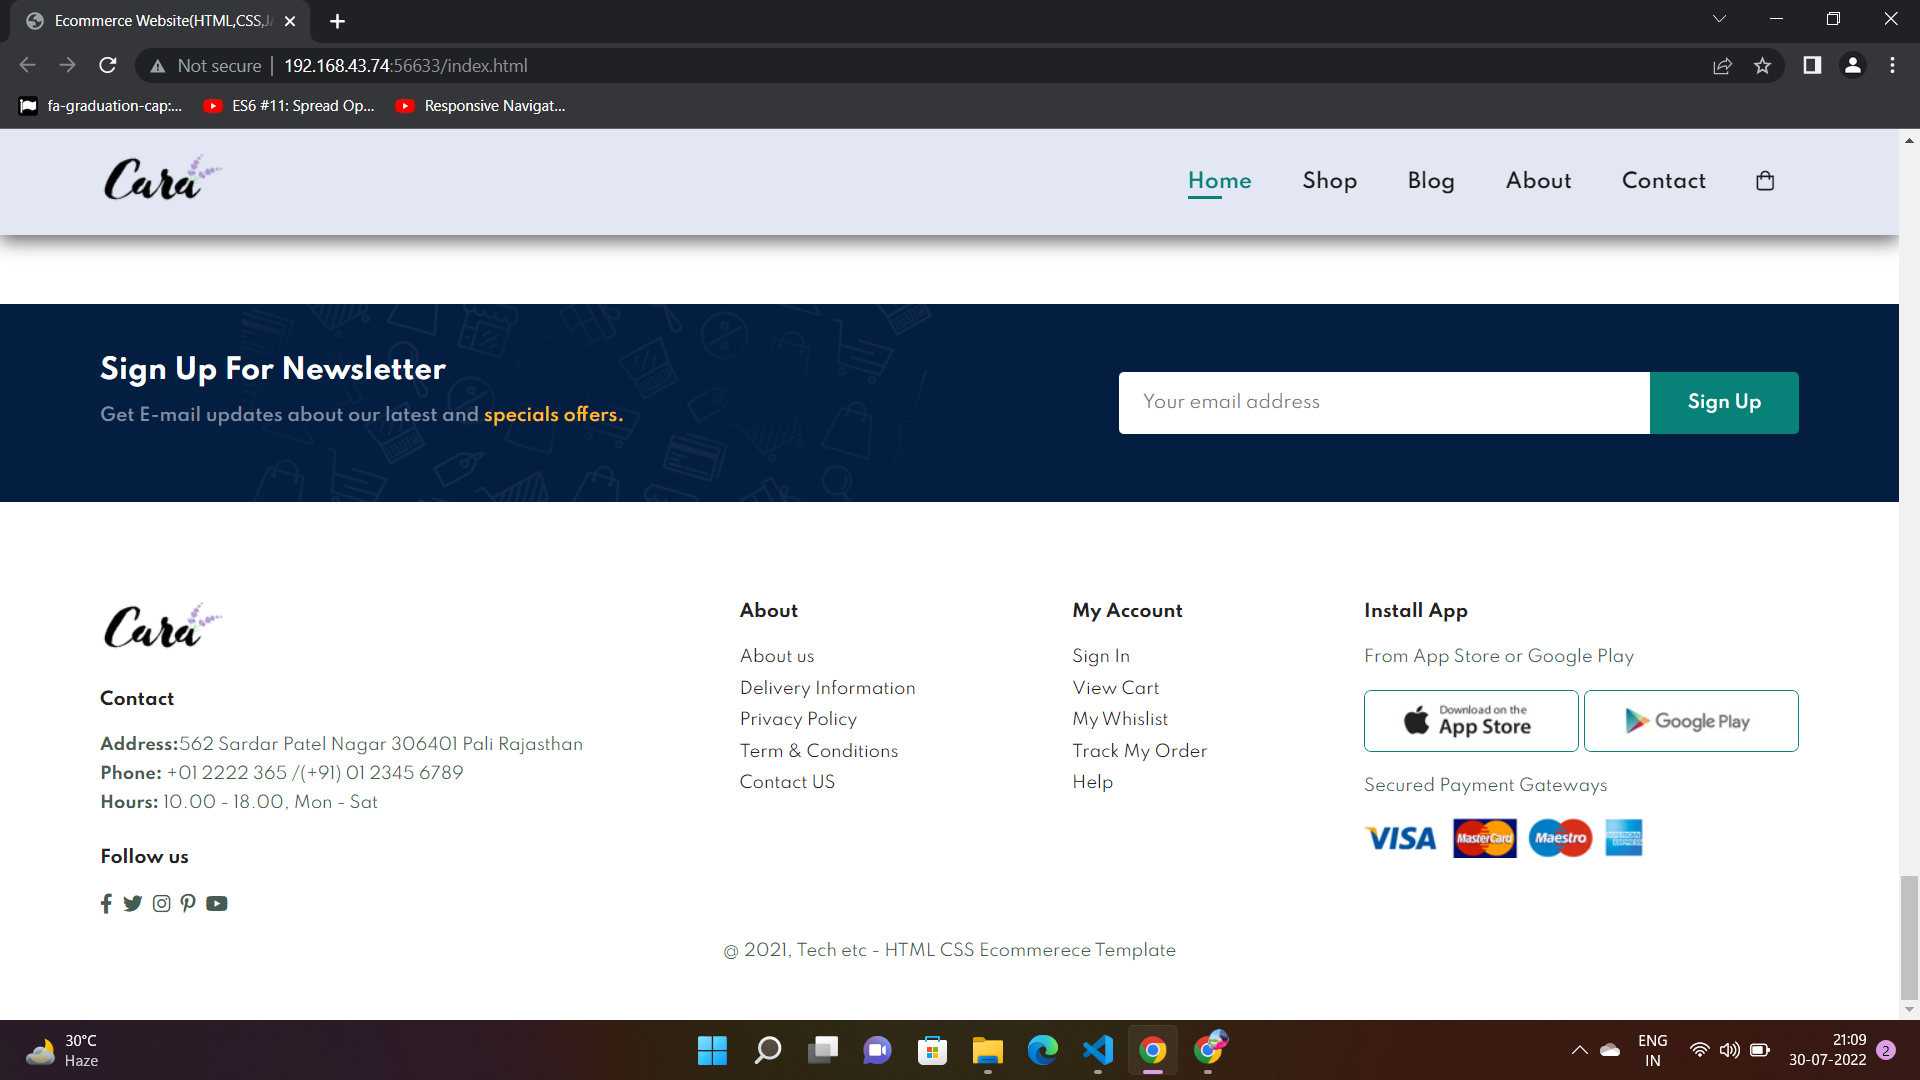 Ecommerce Website(HTML,CSS,JA
Not secure | 192.168.43.74:56633/index.html
fa-graduation-cap:... ES6 #11: Spread Op... Responsive Navigat...
Cara Home Shop Blog About Contact
Sign Up For Newsletter
Get E-mail updates about our latest and specials offers.
Your email address Sign Up
Cara
Contact
Address:562 Sardar Patel Nagar 306401 Pali Rajasthan
Phone: +01 2222 365 /(+91) 01 2345 6789
Hours: 10.00 - 18.00, Mon - Sat
Follow us
About
About us
Delivery Information
Privacy Policy
Term & Conditions
Contact US
My Account
Sign In
View Cart
My Whislist
Track My Order
Help
Install App
From App Store or Google Play
Download on the
App Store
Google Play
Secured Payment Gateways
VISA MasterCard Maestro AMERICAN EXPRESS
@ 2021, Tech etc - HTML CSS Ecommerece Template
30°C
Haze
ENG
IN
21:09
30-07-2022
2